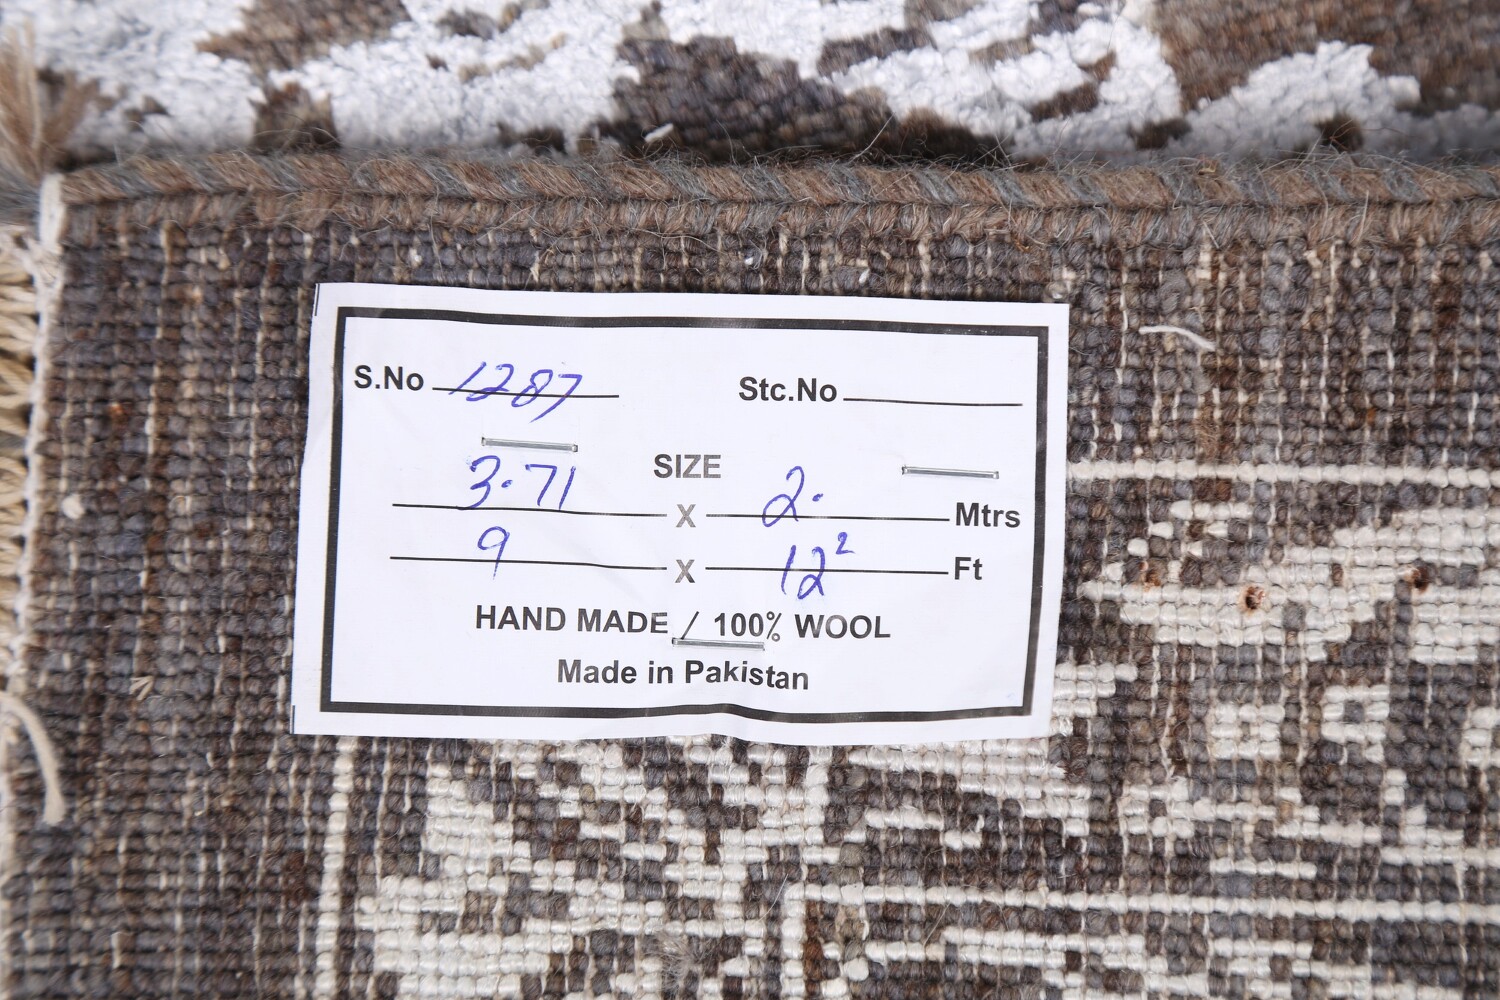 S.No 1287 Stc.No
SIZE
3.71 X 2. Mtrs
9 X 12² Ft
HAND MADE / 100% WOOL
Made in Pakistan